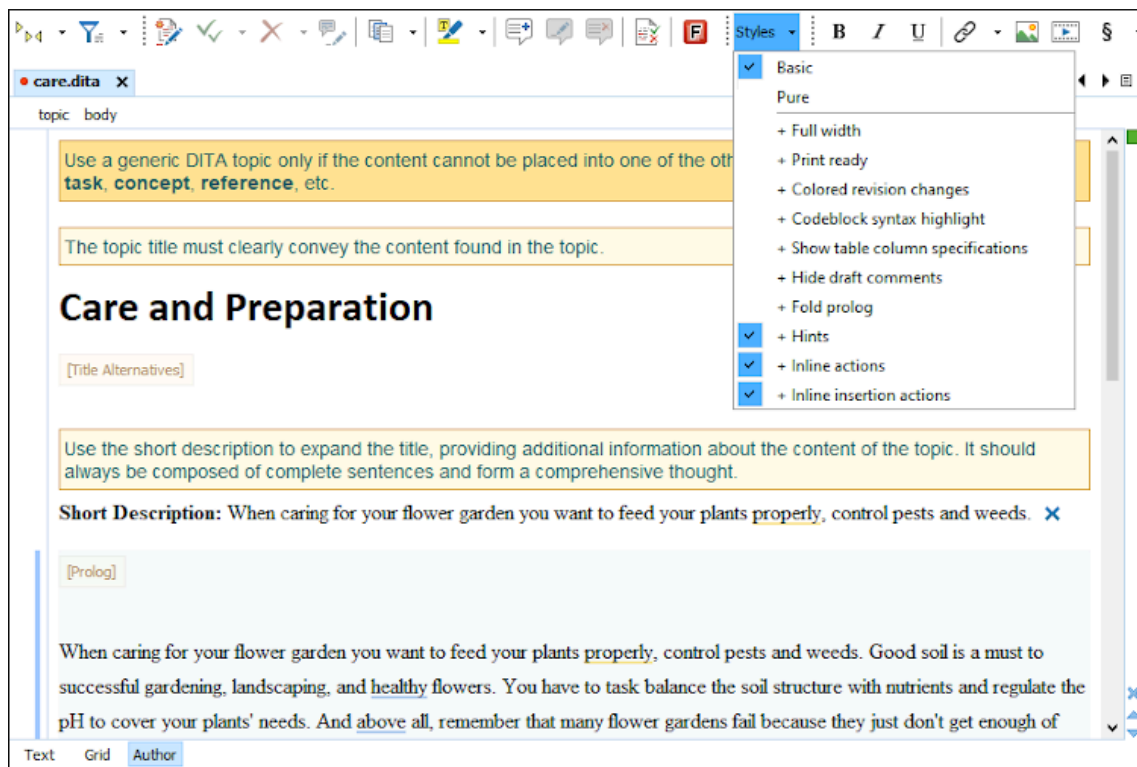 Styles B I U §
care.dita
topic body
Basic
Pure
+ Full width
+ Print ready
+ Colored revision changes
+ Codeblock syntax highlight
+ Show table column specifications
+ Hide draft comments
+ Fold prolog
+ Hints
+ Inline actions
+ Inline insertion actions
Use a generic DITA topic only if the content cannot be placed into one of the
task, concept, reference, etc.
The topic title must clearly convey the content found in the topic.
Care and Preparation
[Title Alternatives]
Use the short description to expand the title, providing additional information about the content of the topic. It should
always be composed of complete sentences and form a comprehensive thought.
Short Description: When caring for your flower garden you want to feed your plants properly, control pests and weeds.
[Prolog]
When caring for your flower garden you want to feed your plants properly, control pests and weeds. Good soil is a must to
successful gardening, landscaping, and healthy flowers. You have to task balance the soil structure with nutrients and regulate the
pH to cover your plants' needs. And above all, remember that many flower gardens fail because they just don't get enough of
Text Grid Author